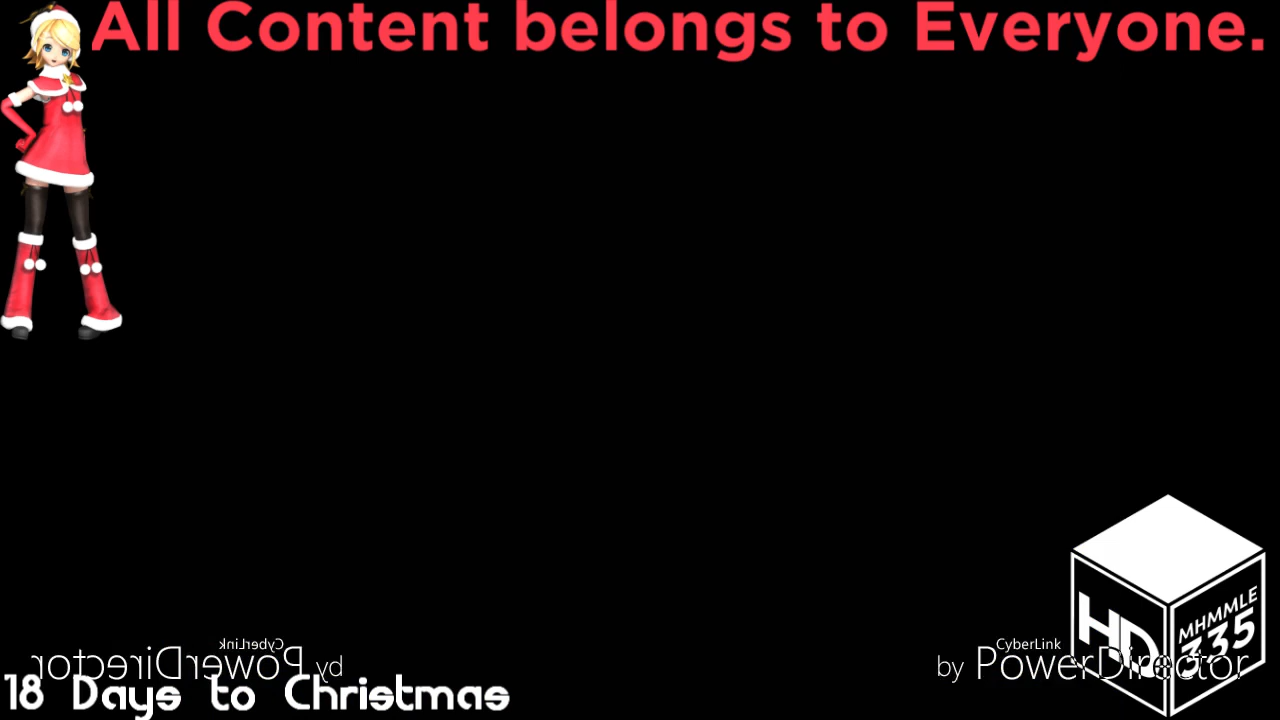 All Content belongs to Everyone.
HD
MHMMLE
335
CyberLink
by PowerDirector
CyberLink
by PowerDirector
18 Days to Christmas